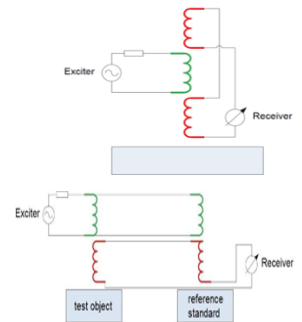 Exciter
Receiver
Exciter
Receiver
test object
reference
standard